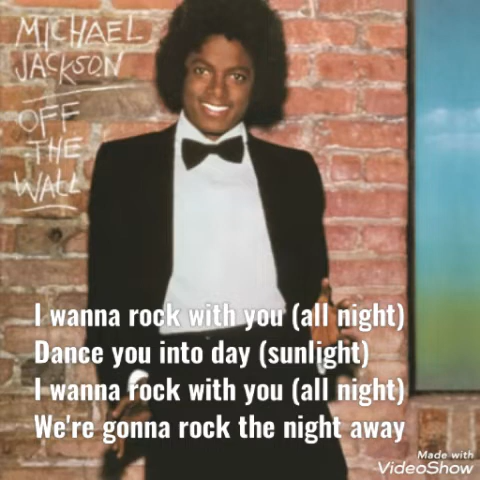 MICHAEL
JACKSON
OFF
THE
WALL
I wanna rock with you (all night)
Dance you into day (sunlight)
I wanna rock with you (all night)
We're gonna rock the night away
Made with
VideoShow